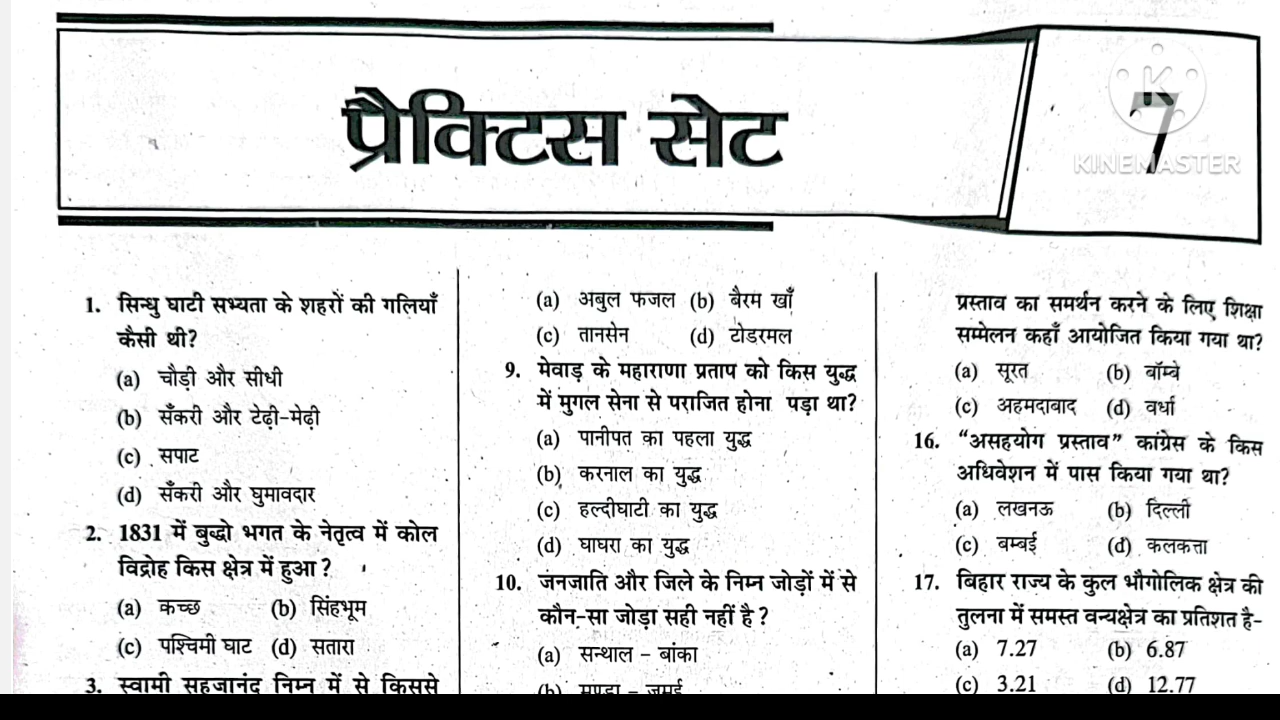 प्रैक्टिस सेट
7
KINEMASTER
1. सिन्धु घाटी सभ्यता के शहरों की गलियाँ
कैसी थी?
(a) चौड़ी और सीधी
(b) सँकरी और टेढ़ी-मेढ़ी
(c) सपाट
(d) सँकरी और घुमावदार
2. 1831 में बुद्धो भगत के नेतृत्व में कोल
विद्रोह किस क्षेत्र में हुआ?
(a) कच्छ (b) सिंहभूम
(c) पश्चिमी घाट (d) सतारा
3. स्वामी सहजानंद निम्न में से किससे
(a) अबुल फजल (b) बैरम खाँ
(c) तानसेन (d) टोडरमल
9. मेवाड़ के महाराणा प्रताप को किस युद्ध
में मुगल सेना से पराजित होना पड़ा था?
(a) पानीपत का पहला युद्ध
(b) करनाल का युद्ध
(c) हल्दीघाटी का युद्ध
(d) घाघरा का युद्ध
10. जनजाति और जिले के निम्न जोड़ों में से
कौन-सा जोड़ा सही नहीं है?
(a) सन्थाल - बांका
(b) मुण्डा - जमुई
प्रस्ताव का समर्थन करने के लिए शिक्षा
सम्मेलन कहाँ आयोजित किया गया था?
(a) सूरत (b) बॉम्बे
(c) अहमदाबाद (d) वर्धा
16. "असहयोग प्रस्ताव" कांग्रेस के किस
अधिवेशन में पास किया गया था?
(a) लखनऊ (b) दिल्ली
(c) बम्बई (d) कलकत्ता
17. बिहार राज्य के कुल भौगोलिक क्षेत्र की
तुलना में समस्त वन्यक्षेत्र का प्रतिशत है-
(a) 7.27 (b) 6.87
(c) 3.21 (d) 12.77